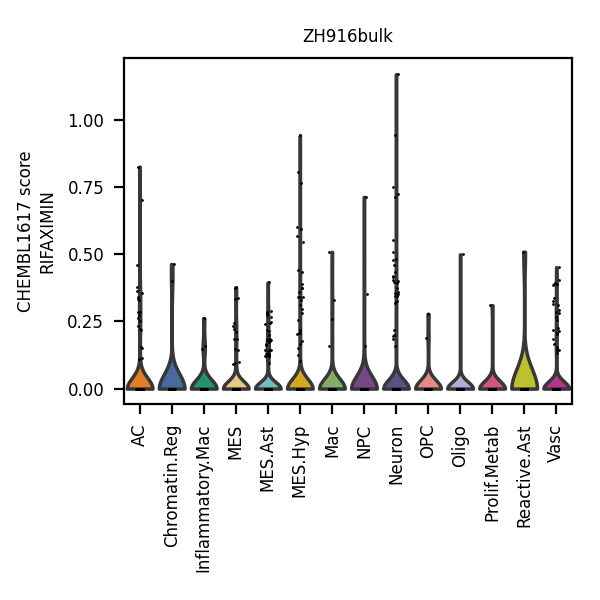 ZH916bulk
CHEMBL1617 score
RIFAXIMIN
1.00
0.75
0.50
0.25
0.00
AC
Chromatin.Reg
Inflammatory.Mac
MES
MES.Ast
MES.Hyp
Mac
NPC
Neuron
OPC
Oligo
Prolif.Metab
Reactive.Ast
Vasc